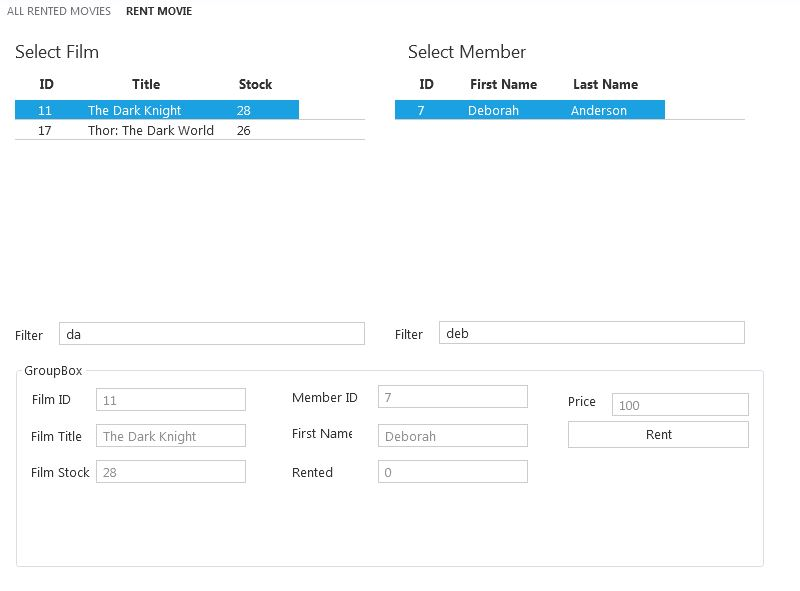 ALL RENTED MOVIES RENT MOVIE
Select Film
ID Title Stock
11 The Dark Knight 28
17 Thor: The Dark World 26
Filter da
Select Member
ID First Name Last Name
7 Deborah Anderson
Filter deb
GroupBox
Film ID 11
Film Title The Dark Knight
Film Stock 28
Member ID 7
First Name Deborah
Rented 0
Price 100
Rent